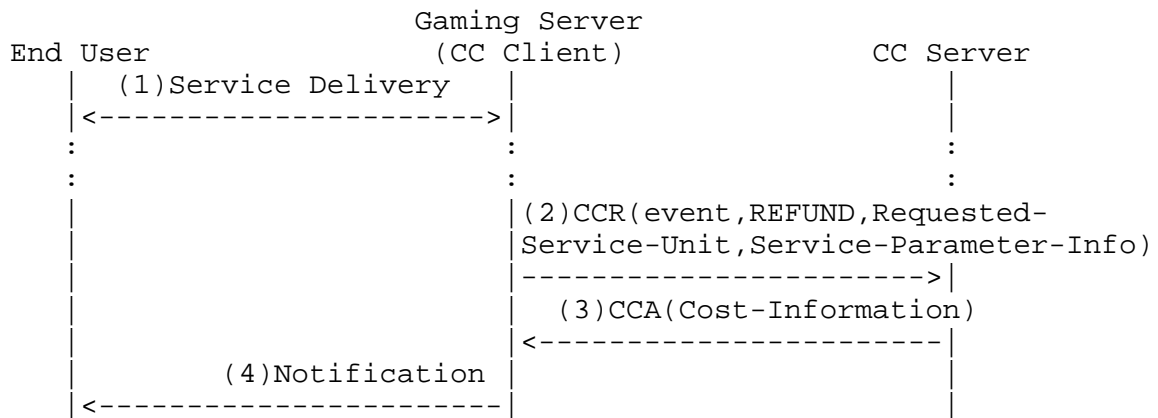 Gaming Server
End User (CC Client) CC Server
(1)Service Delivery
(2)CCR(event,REFUND,Requested-
Service-Unit,Service-Parameter-Info)
(3)CCA(Cost-Information)
(4)Notification